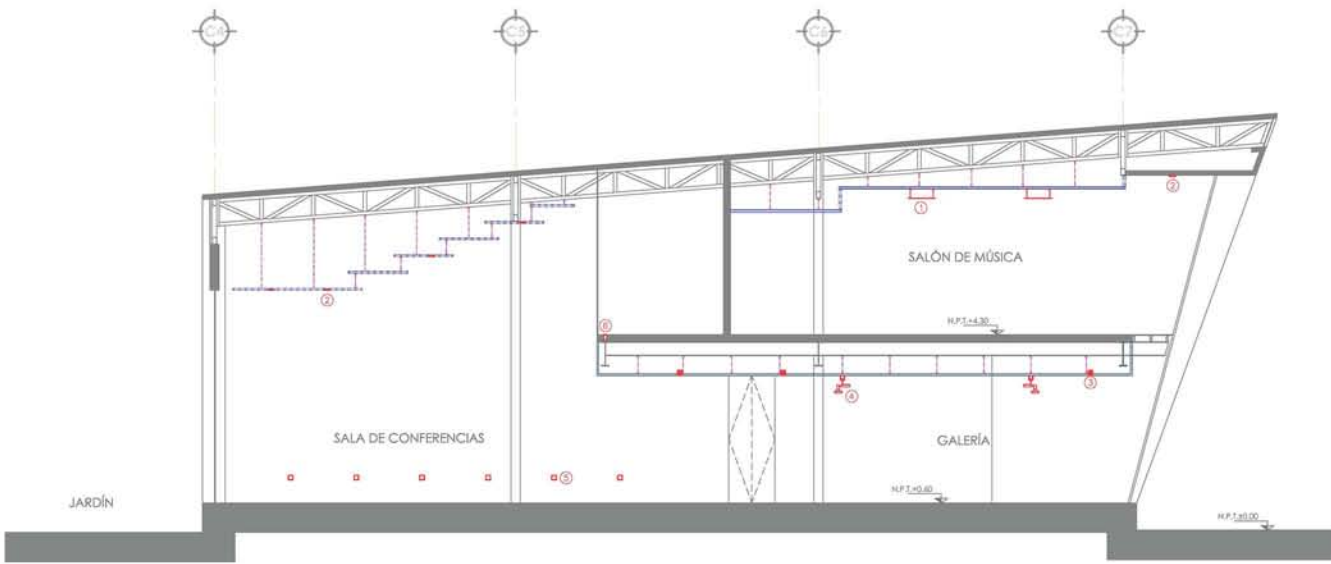 C4 C5 C6 C7
②
①
②
SALÓN DE MÚSICA
N.P.T.+4.30
⑥
④
③
SALA DE CONFERENCIAS
GALERÍA
⑤
JARDÍN
N.P.T.+0.60
N.P.T.±0.00